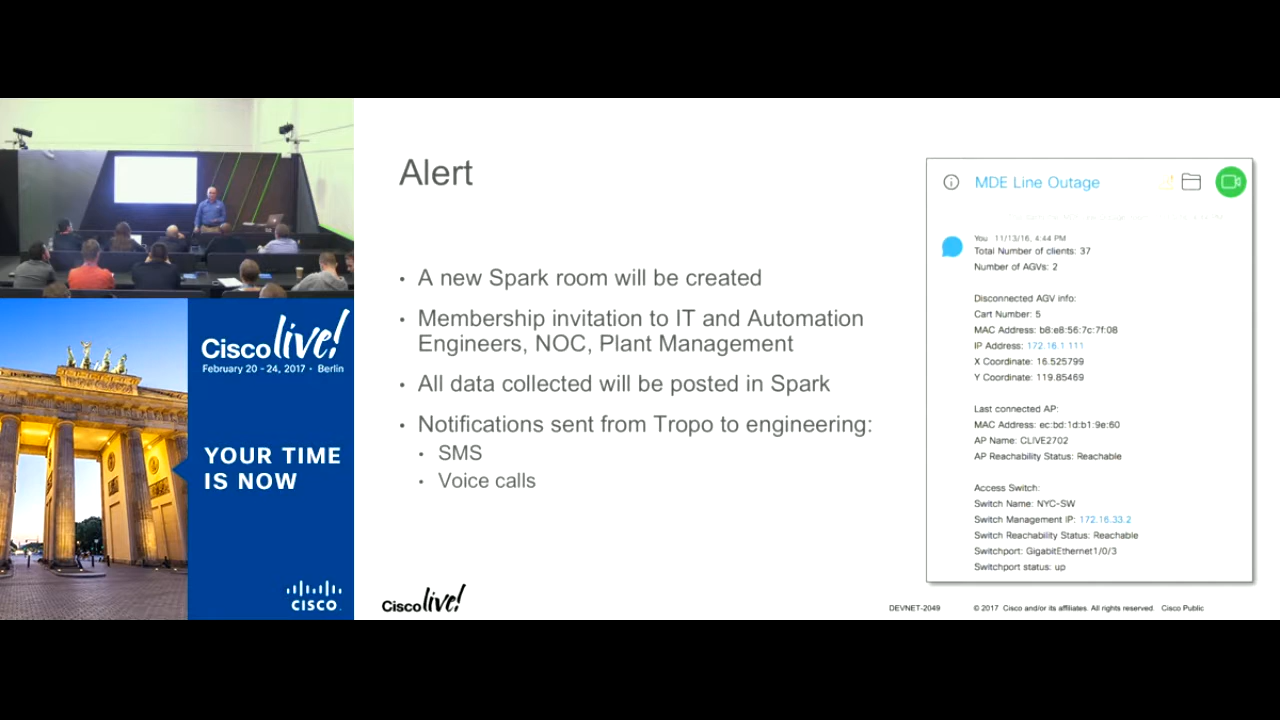 Alert
• A new Spark room will be created
• Membership invitation to IT and Automation
Engineers, NOC, Plant Management
• All data collected will be posted in Spark
• Notifications sent from Tropo to engineering:
• SMS
• Voice calls
MDE Line Outage
You 11/13/16, 4:44 PM
Total Number of clients: 37
Number of AGVs: 2
Disconnected AGV info:
Cart Number: 5
MAC Address: b8:e8:56:7c:7f:08
IP Address: 172.16.1.111
X Coordinate: 16.525799
Y Coordinate: 119.85469
Last connected AP:
MAC Address: ec:bd:1d:b1:9e:60
AP Name: CLIVE2702
AP Reachability Status: Reachable
Access Switch:
Switch Name: NYC-SW
Switch Management IP: 172.16.33.2
Switch Reachability Status: Reachable
Switchport: GigabitEthernet1/0/3
Switchport status: up
Cisco live!
February 20 - 24, 2017 • Berlin
YOUR TIME
IS NOW
CISCO
Cisco live!
DEVNET-2049
© 2017 Cisco and/or its affiliates. All rights reserved. Cisco Public